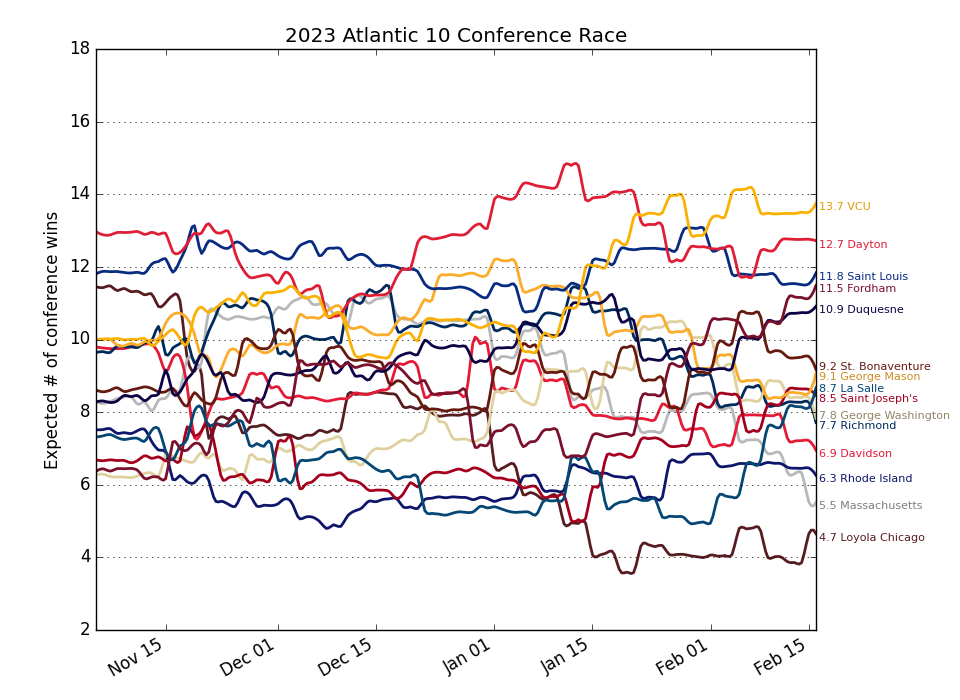 2023 Atlantic 10 Conference Race
Expected # of conference wins
18
16
14
12
10
8
6
4
2
13.7 VCU
12.7 Dayton
11.8 Saint Louis
11.5 Fordham
10.9 Duquesne
9.2 St. Bonaventure
9.1 George Mason
8.5 Saint Joseph's
7.8 George Washington
7.7 Richmond
6.9 Davidson
6.3 Rhode Island
5.5 Massachusetts
4.7 Loyola Chicago
La Salle
Nov 15
Dec 01
Dec 15
Jan 01
Jan 15
Feb 01
Feb 15